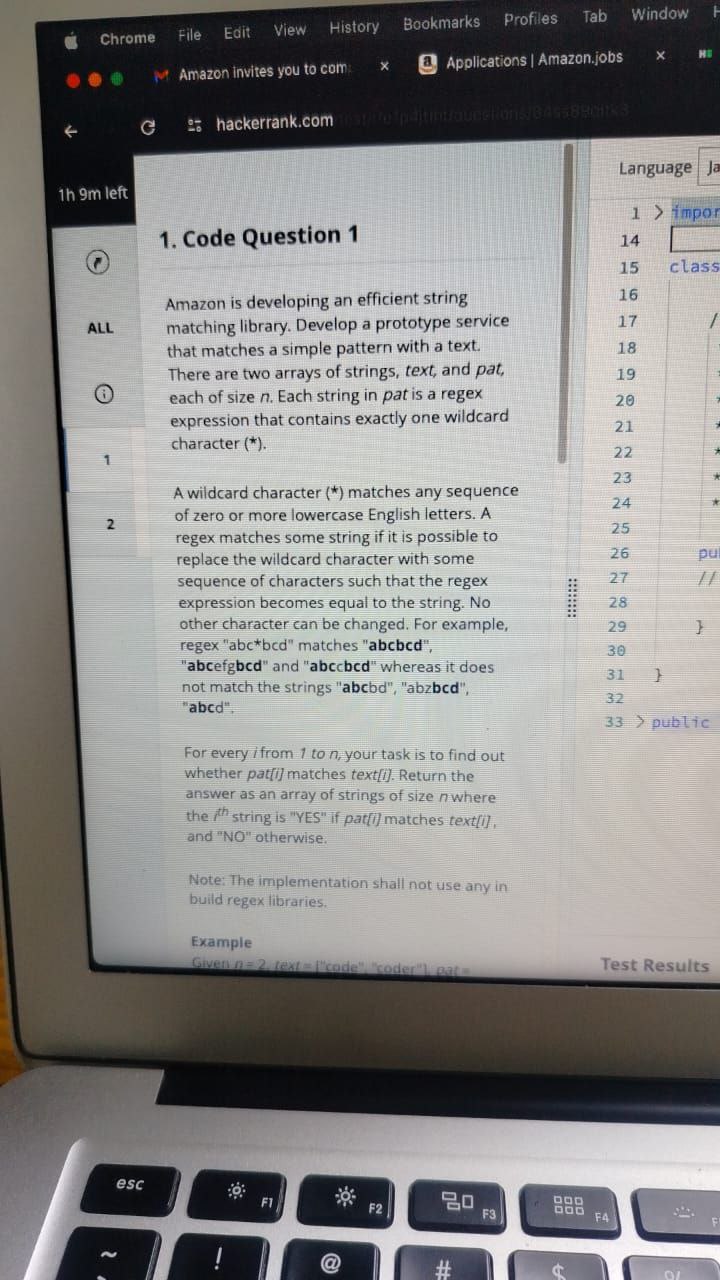 Chrome File Edit View History Bookmarks Profiles Tab Window
Amazon invites you to com × Applications | Amazon.jobs ×
hackerrank.com
1h 9m left
Language Ja
ALL
1
2
1. Code Question 1
Amazon is developing an efficient string
matching library. Develop a prototype service
that matches a simple pattern with a text.
There are two arrays of strings, text, and pat,
each of size n. Each string in pat is a regex
expression that contains exactly one wildcard
character (*).
A wildcard character (*) matches any sequence
of zero or more lowercase English letters. A
regex matches some string if it is possible to
replace the wildcard character with some
sequence of characters such that the regex
expression becomes equal to the string. No
other character can be changed. For example,
regex "abc*bcd" matches "abcbcd",
"abcefgbcd" and "abccbcd" whereas it does
not match the strings "abcbd", "abzbcd",
"abcd".
For every i from 1 to n, your task is to find out
whether pat[i] matches text[i]. Return the
answer as an array of strings of size n where
the ith string is "YES" if pat[i] matches text[i],
and "NO" otherwise.
Note: The implementation shall not use any in
build regex libraries.
Example
Given n = 2, text = ["code", "coder"], pat =
1 > impor
14
15 class
16
17 /
18
19
20 *
21 *
22 *
23 *
24 *
25
26 pu
27 //
28
29 }
30
31 }
32
33 > public
Test Results
esc
F1
F2
F3
F4
F
~
!
@
#
$
%